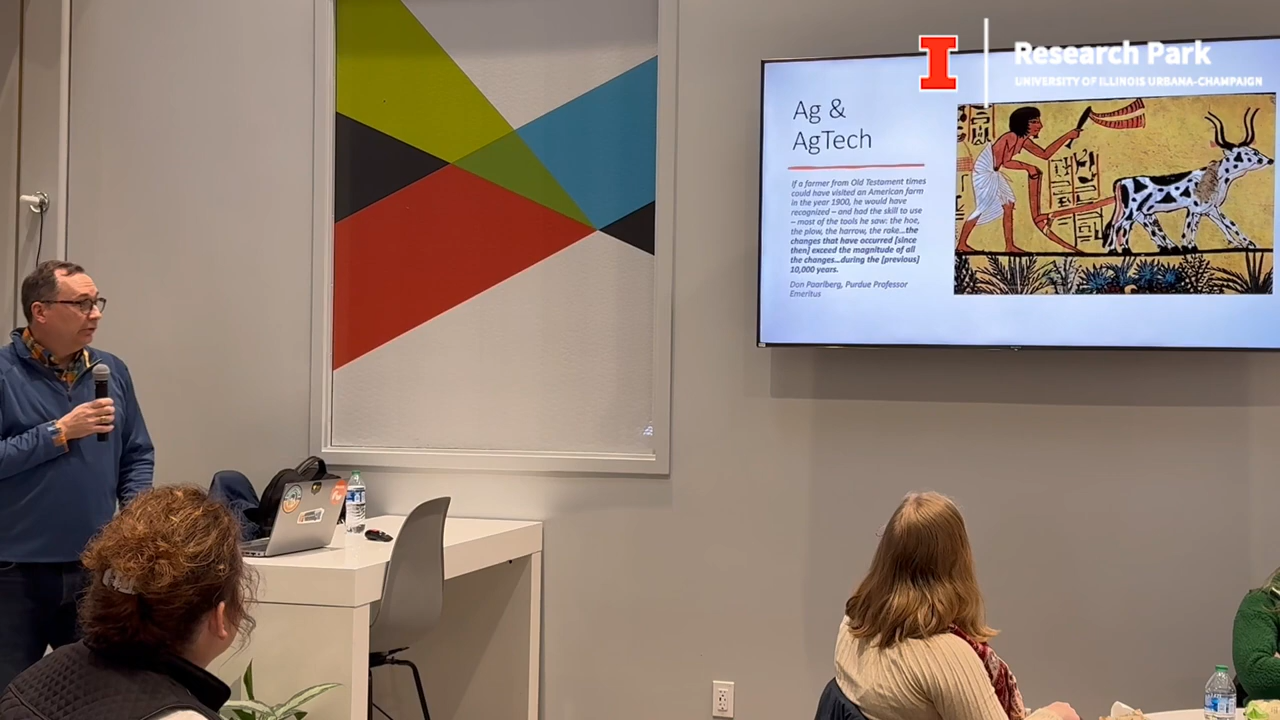 I
Research Park
UNIVERSITY OF ILLINOIS URBANA-CHAMPAIGN
Ag &
AgTech
If a farmer from Old Testament times
could have visited an American farm
in the year 1900, he would have
recognized – and had the skill to use
– most of the tools he saw: the hoe,
the plow, the harrow, the rake...the
changes that have occurred [since
then] exceed the magnitude of all
the changes...during the [previous]
10,000 years.
Don Paarlberg, Purdue Professor
Emeritus